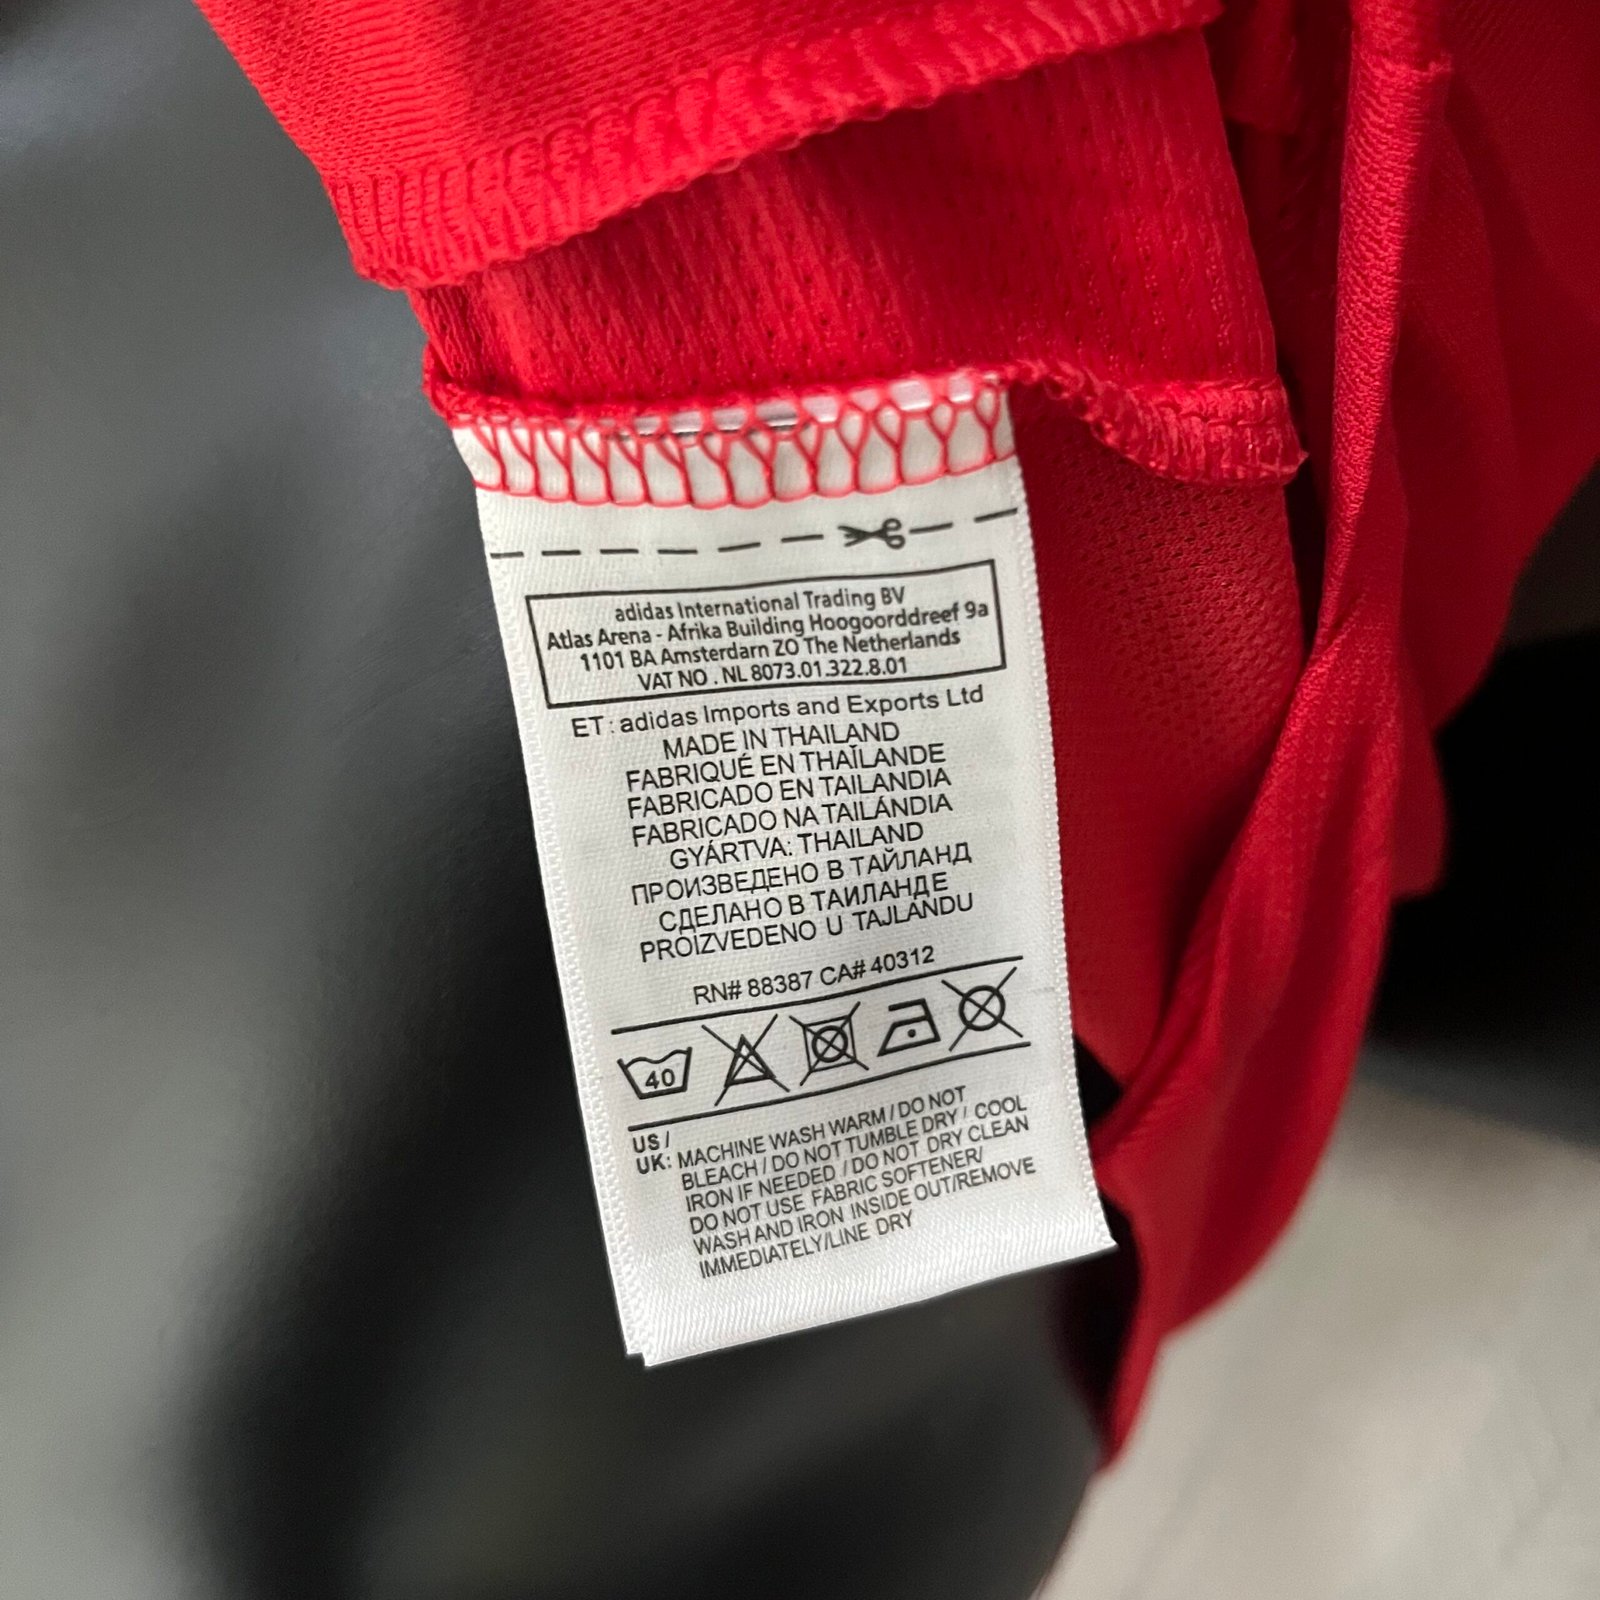 adidas International Trading BV
Atlas Arena - Afrika Building Hoogoorddreef 9a
1101 BA Amsterdarn ZO The Netherlands
VAT NO . NL 8073.01.322.8.01
ET : adidas Imports and Exports Ltd
MADE IN THAILAND
FABRIQUÉ EN THAÏLANDE
FABRICADO EN TAILANDIA
FABRICADO NA TAILÁNDIA
GYÁRTVA: THAILAND
ПРОИЗВЕДЕНО В ТАЙЛАНД
СДЕЛАНО В ТАИЛАНДЕ
PROIZVEDENO U TAJLANDU
RN# 88387 CA# 40312
40
US /
UK: MACHINE WASH WARM / DO NOT
BLEACH / DO NOT TUMBLE DRY / COOL
IRON IF NEEDED / DO NOT DRY CLEAN
DO NOT USE FABRIC SOFTENER/
WASH AND IRON INSIDE OUT/REMOVE
IMMEDIATELY/LINE DRY